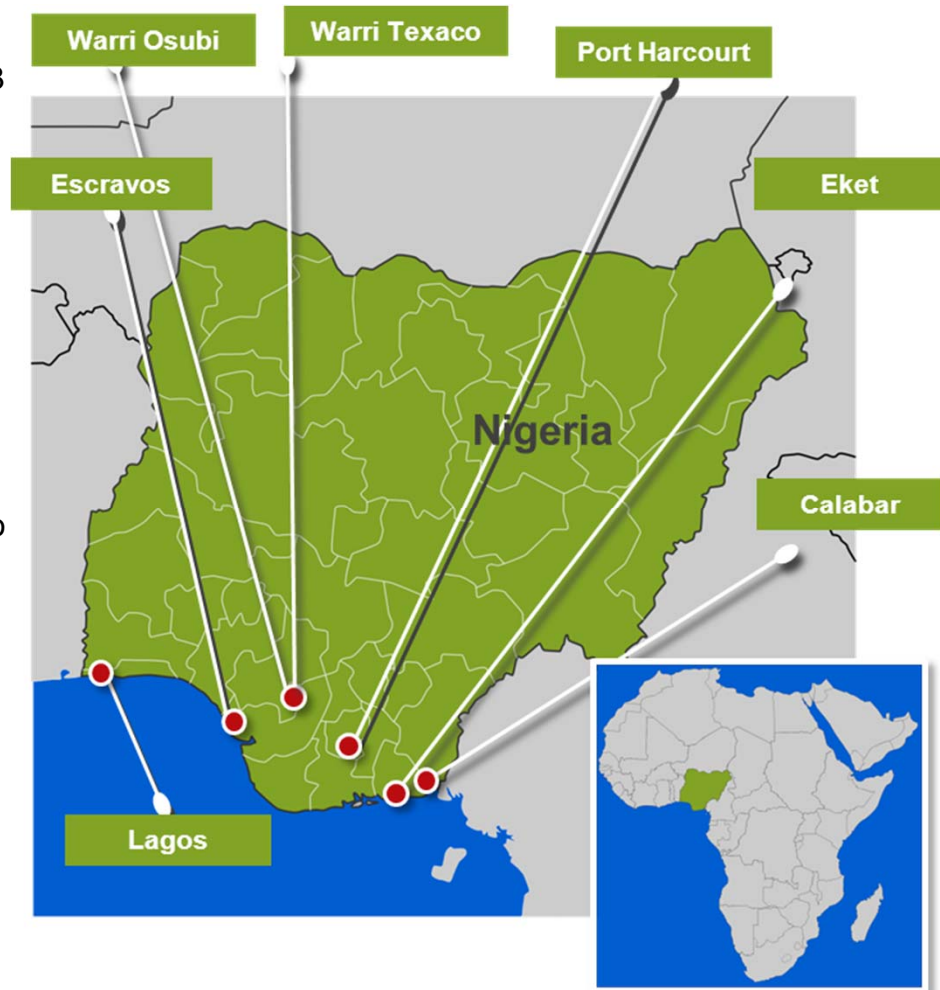 Warri Osubi
Warri Texaco
Port Harcourt
Escravos
Eket
Nigeria
Calabar
Lagos